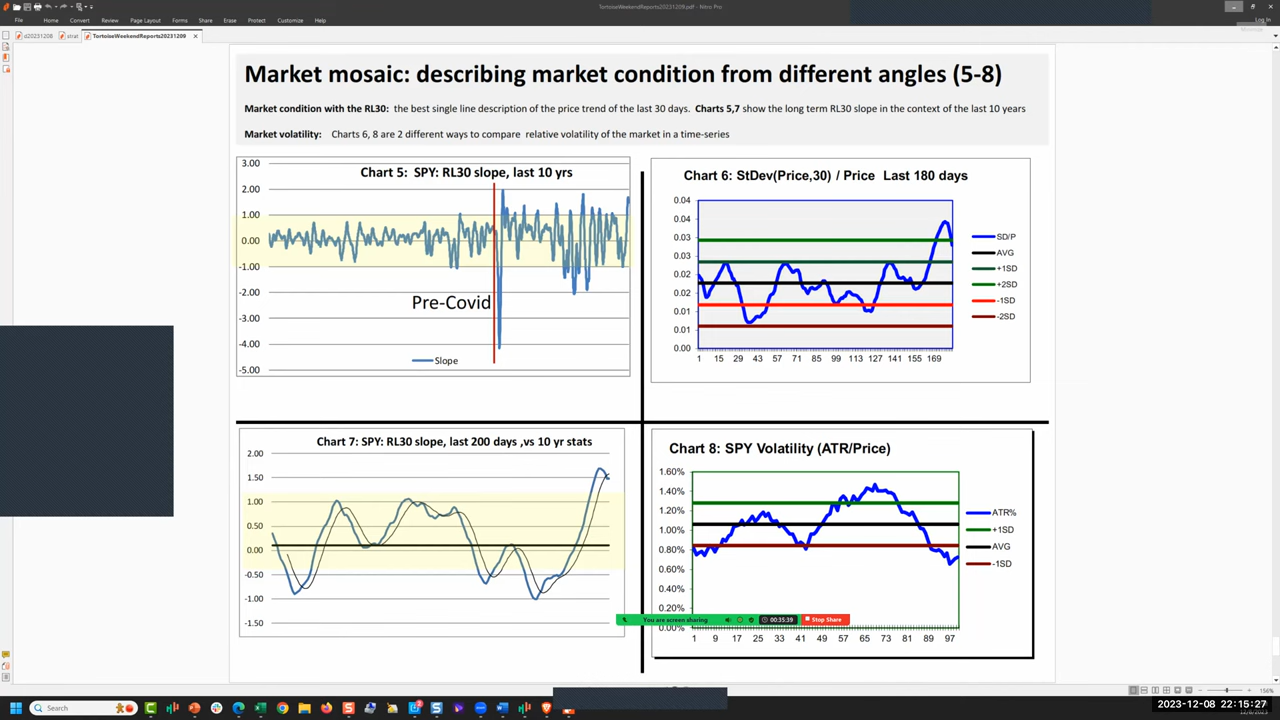 TortoiseWeekendReports20231209.pdf - Nitro Pro
File Home Convert Review Page Layout Forms Share Erase Protect Customize Help
Log In
d20231208 strat TortoiseWeekendReports20231209
Market mosaic: describing market condition from different angles (5-8)
Market condition with the RL30: the best single line description of the price trend of the last 30 days. Charts 5,7 show the long term RL30 slope in the context of the last 10 years
Market volatility: Charts 6, 8 are 2 different ways to compare relative volatility of the market in a time-series
Chart 5: SPY: RL30 slope, last 10 yrs
3.00
2.00
1.00
0.00
-1.00
-2.00
-3.00
-4.00
-5.00
Pre-Covid
Slope
Chart 6: StDev(Price,30) / Price Last 180 days
0.04
0.04
0.03
0.03
0.02
0.02
0.01
0.01
0.00
1 15 29 43 57 71 85 99 113 127 141 155 169
SD/P
AVG
+1SD
+2SD
-1SD
-2SD
Chart 7: SPY: RL30 slope, last 200 days ,vs 10 yr stats
2.00
1.50
1.00
0.50
0.00
-0.50
-1.00
-1.50
Chart 8: SPY Volatility (ATR/Price)
1.60%
1.40%
1.20%
1.00%
0.80%
0.60%
0.40%
0.20%
0.00%
1 9 17 25 33 41 49 57 65 73 81 89 97
ATR%
+1SD
AVG
-1SD
You are screen sharing 00:35:39 Stop Share
156%
Search
2023-12-08 22:15:27